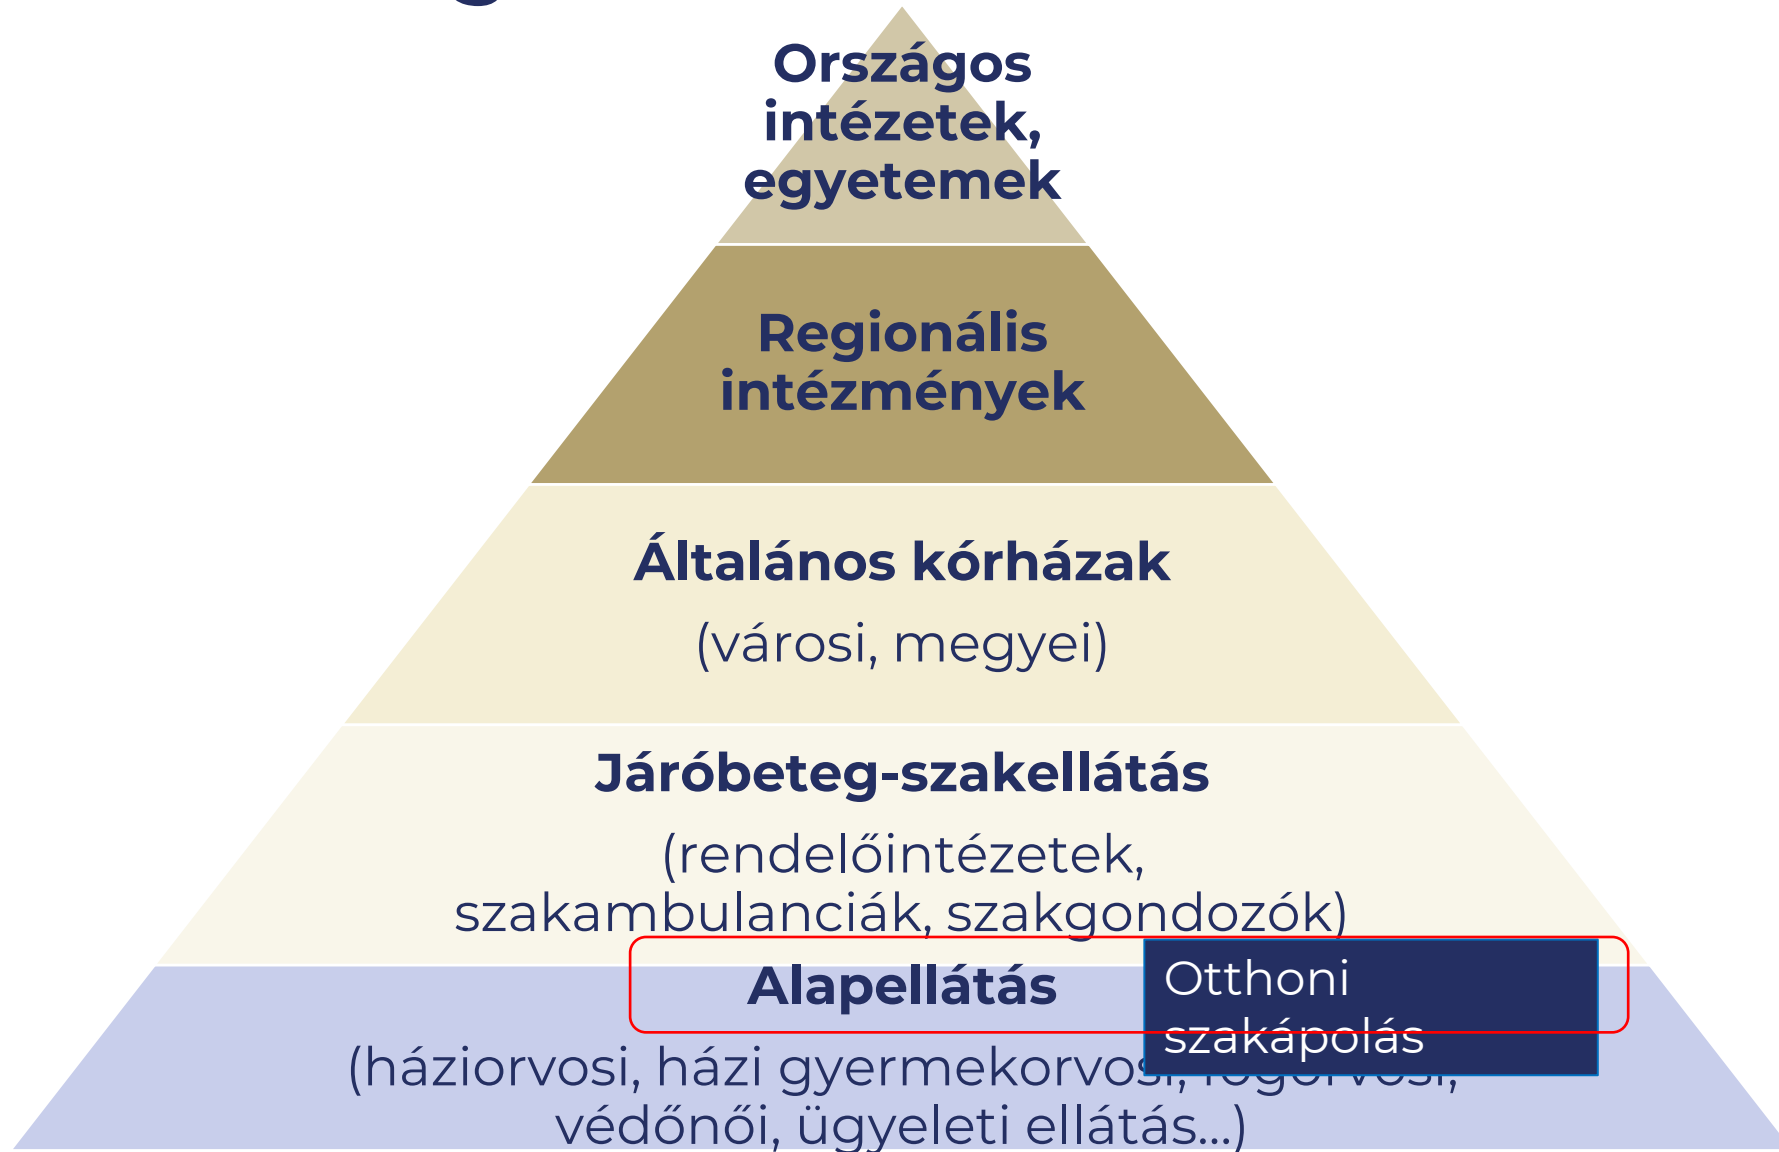 Országos
intézetek,
egyetemek
Regionális
intézmények
Általános kórházak
(városi, megyei)
Járóbeteg-szakellátás
(rendelőintézetek,
szakambulanciák, szakgondozók)
Alapellátás
Otthoni
szakápolás
(háziorvosi, házi gyermekorvosi, fogorvosi,
védőnői, ügyeleti ellátás...)